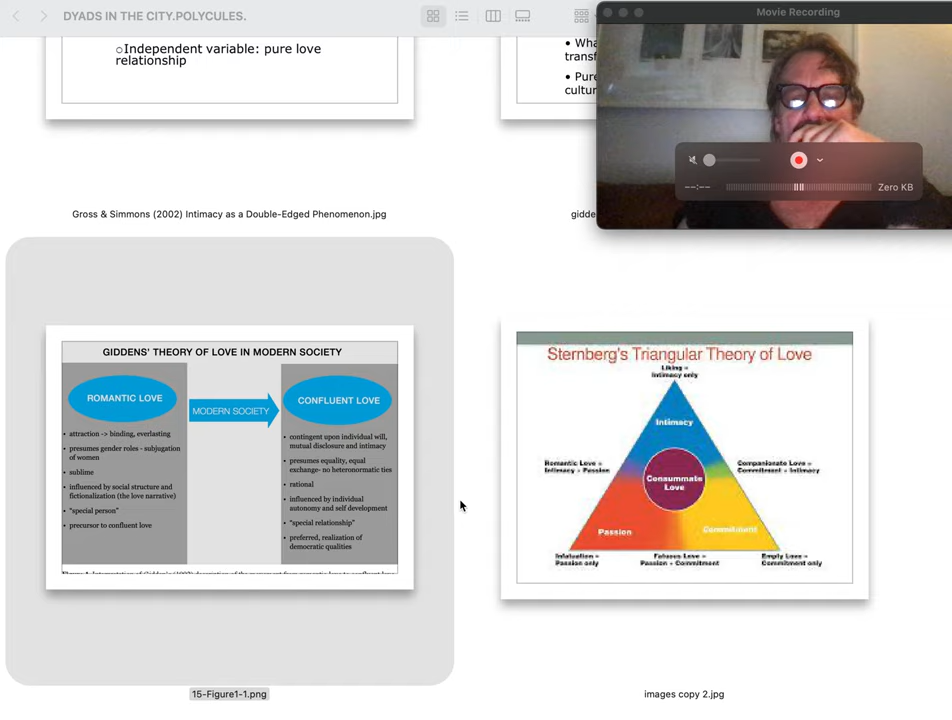 DYADS IN THE CITY.POLYCULES.
Movie Recording
--:--
Zero KB
○Independent variable: pure love
relationship
• Wha
transf
• Pure
cultur
Gross & Simmons (2002) Intimacy as a Double-Edged Phenomenon.jpg
gidde
GIDDENS' THEORY OF LOVE IN MODERN SOCIETY
ROMANTIC LOVE
MODERN SOCIETY
CONFLUENT LOVE
• attraction -> binding, everlasting
• presumes gender roles - subjugation
of women
• sublime
• influenced by social structure and
fictionalization (the love narrative)
• "special person"
• precursor to confluent love
• contingent upon individual will,
mutual disclosure and intimacy
• presumes equality, equal
exchange- no heteronormatic ties
• rational
• influenced by individual
autonomy and self development
• "special relationship"
• preferred, realization of
democratic qualities
15-Figure1-1.png
Sternberg's Triangular Theory of Love
Liking =
Intimacy only
Intimacy
Romantic Love =
Intimacy + Passion
Companionate Love =
Commitment + Intimacy
Consummate
Love
Passion
Commitment
Infatuation =
Passion only
Fatuous Love =
Passion + Commitment
Empty Love =
Commitment only
images copy 2.jpg